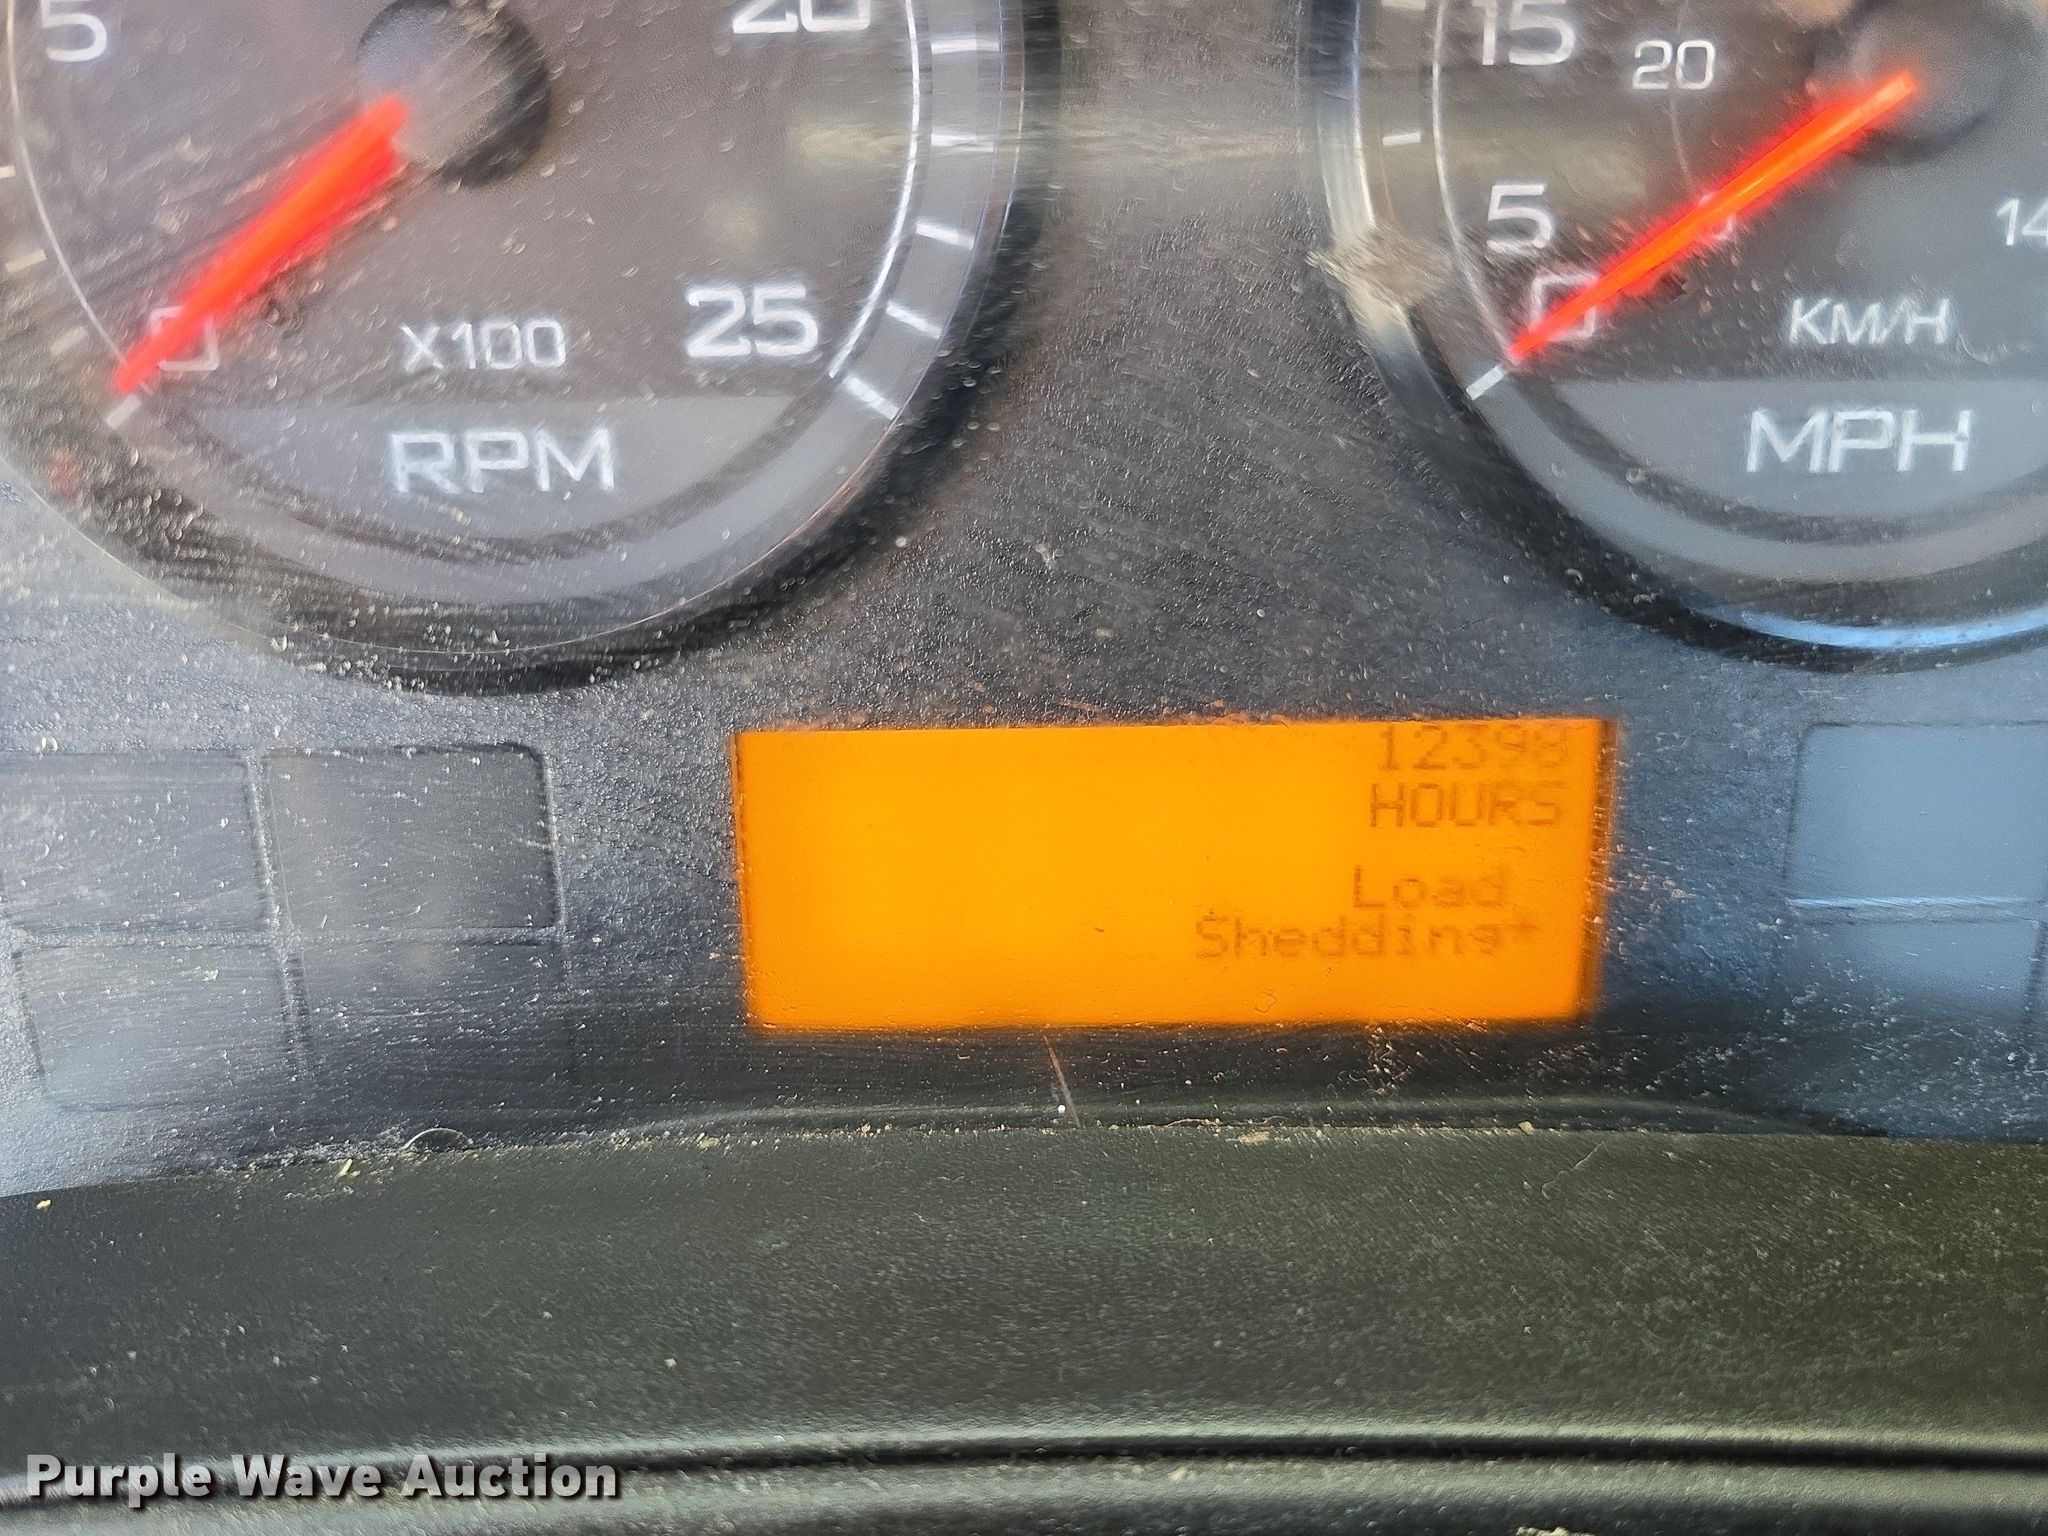 5
20
0
X100
25
RPM
15
20
5
0
14
KM/H
MPH
12398
HOURS
Load
Shedding*
Purple Wave Auction